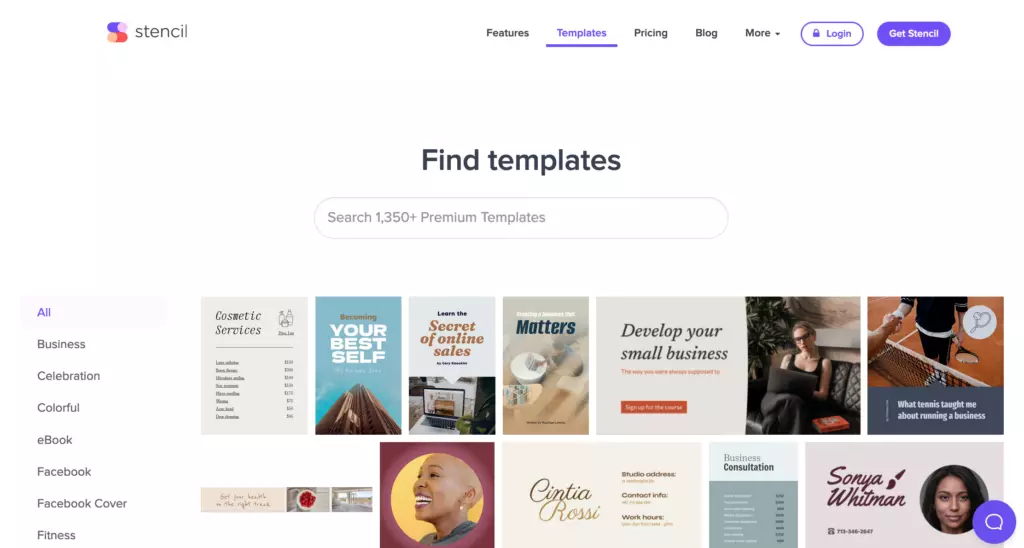 stencil
Features
Templates
Pricing
Blog
More
Login
Get Stencil
Find templates
Search 1,350+ Premium Templates
All
Business
Celebration
Colorful
eBook
Facebook
Facebook Cover
Fitness
Cosmetic
Services
Becoming
YOUR
BEST
SELF
Learn the
Secret
of online
sales
Matters
Develop your
small business
The way you were always supposed to
Sign up for the course
What tennis taught me
about running a business
Get your health
on the right track
Cintia
Rossi
Studio address:
Contact info:
Work hours:
Business
Consultation
Sonya
Whitman
713-346-2647